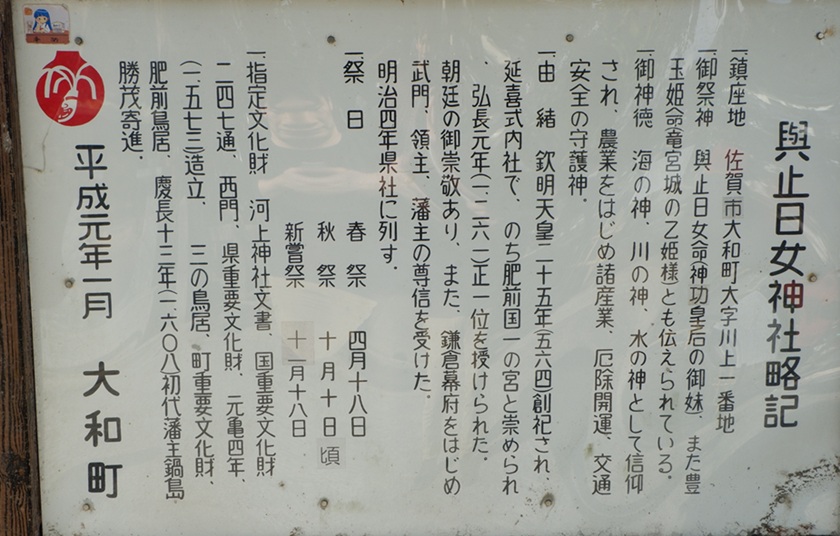 與止日女神社略記
一、鎮座地　佐賀市大和町大字川上一番地
一、御祭神　與止日女命(神功皇后の御妹)、また豊
玉姫命竜宮城の乙姫様)とも伝えられている.
一、御神徳　海の神、川の神、水の神として信仰
され、農業をはじめ諸産業、厄除開運、交通
安全の守護神.
一、由　緒　欽明天皇二十五年(五六四)創祀され、
延喜式内社で、のち肥前国一の宮と崇められ
、弘長元年(一、二六一)正一位を授けられた.
朝廷の御崇敬あり、また、鎌倉幕府をはじめ
武門、領主、藩主の尊信を受けた.
明治四年県社に列す.
一、祭　日　春　祭　四月十八日
秋　祭　十月十日頃
新嘗祭　十一月十八日
一、指定文化財　河上神社文書、国重要文化財
二四七通、西門、県重要文化財、元亀四年、
(一、五七三)造立、三の鳥居、町重要文化財、
肥前鳥居、慶長十三年(一、六〇八)初代藩主鍋島
勝茂寄進.
平成元年一月　大和町